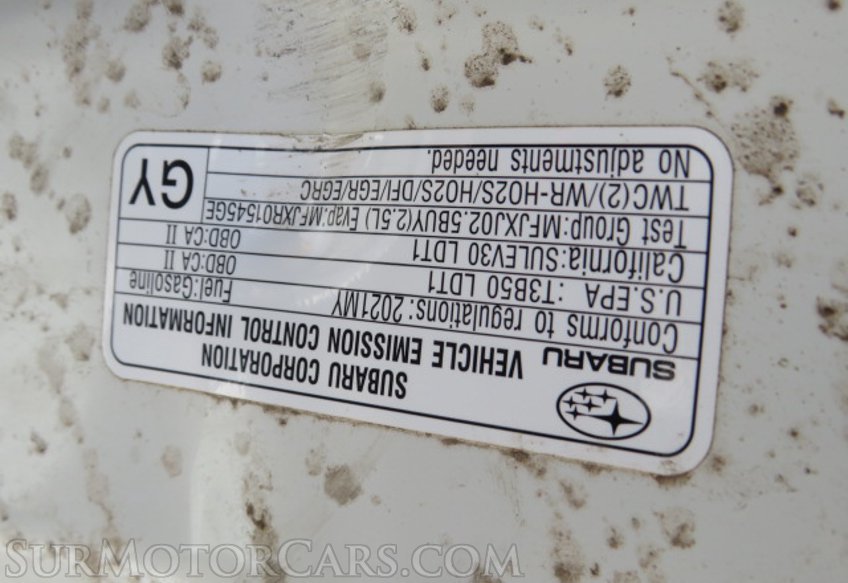 SUBARU CORPORATION
SUBARU VEHICLE EMISSION CONTROL INFORMATION
Conforms to regulations: 2021MY Fuel:Gasoline
U.S.EPA :T3B50 LDT1 OBD:CA II
California:SULEV30 LDT1 OBD:CA II
Test Group:MFJXJ02.5BUY(2.5L) Evap:MFJXR01545GE
TWC(2)/WR-HO2S/HO2S/DFI/EGR/EGRC
No adjustments needed.
GY
SurMotorCars.com